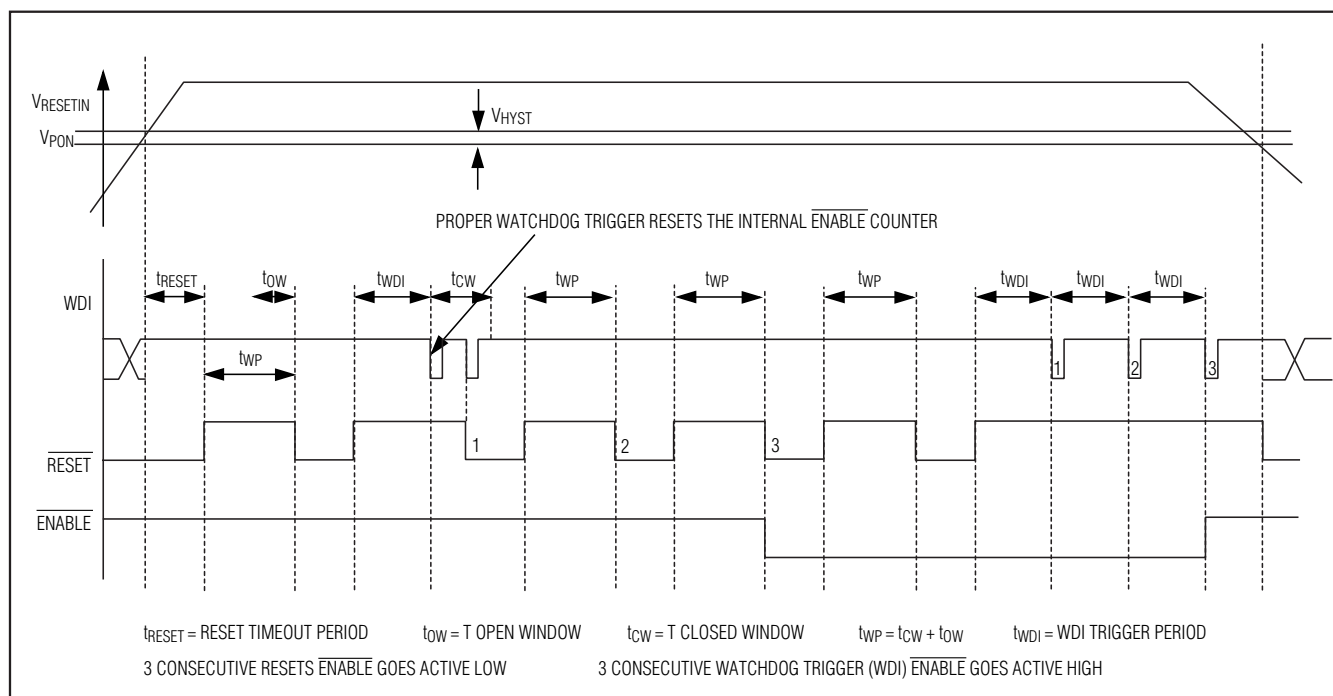 VRESETIN
VPON
VHYST
PROPER WATCHDOG TRIGGER RESETS THE INTERNAL ENABLE COUNTER
WDI
tRESET tOW tWDI tCW tWP tWP tWP tWDI tWDI tWDI
tWP
1 2 3
RESET
1 2 3
ENABLE
tRESET = RESET TIMEOUT PERIOD tOW = T OPEN WINDOW tCW = T CLOSED WINDOW tWP = tCW + tOW tWDI = WDI TRIGGER PERIOD
3 CONSECUTIVE RESETS ENABLE GOES ACTIVE LOW 3 CONSECUTIVE WATCHDOG TRIGGER (WDI) ENABLE GOES ACTIVE HIGH